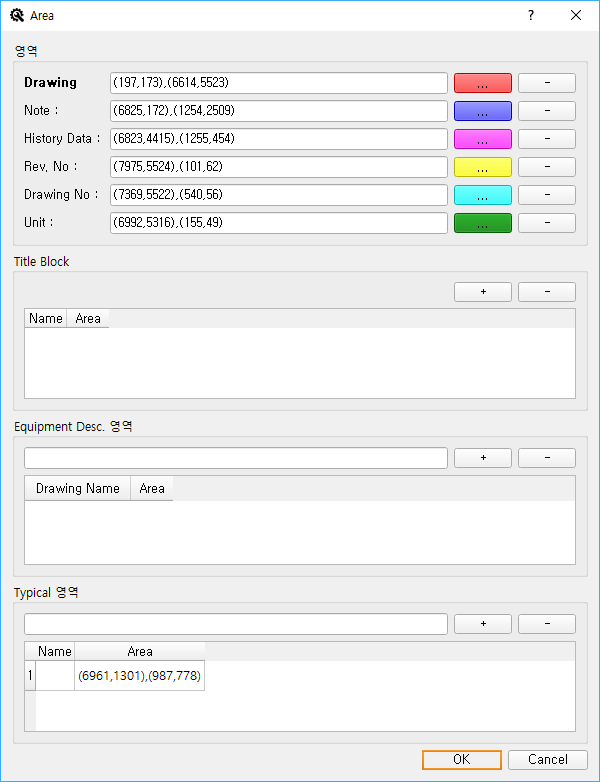 Area ?
영역
Drawing (197,173),(6614,5523) ... -
Note : (6825,172),(1254,2509) ... -
History Data : (6823,4415),(1255,454) ... -
Rev. No : (7975,5524),(101,62) ... -
Drawing No : (7369,5522),(540,56) ... -
Unit : (6992,5316),(155,49) ... -
Title Block
+ -
Name Area
Equipment Desc. 영역
+ -
Drawing Name Area
Typical 영역
+ -
Name Area
1 (6961,1301),(987,778)
OK Cancel